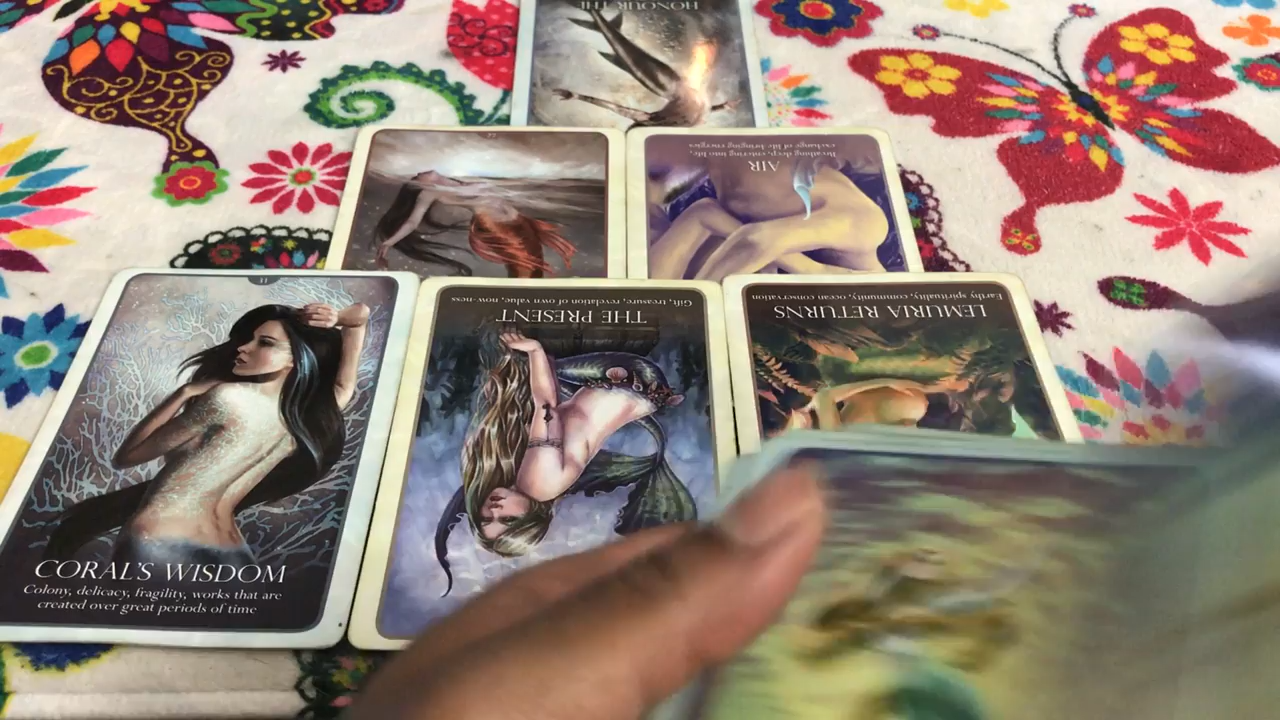 HONOUR THE
22
Breathing deep, entering into life,
exchange of life-bringing energies
AIR
11
CORAL'S WISDOM
Colony, delicacy, fragility, works that are
created over great periods of time
THE PRESENT
Gift, treasure, revelation of own value, now-ness
LEMURIA RETURNS
Earthy spirituality, community, ocean conservation